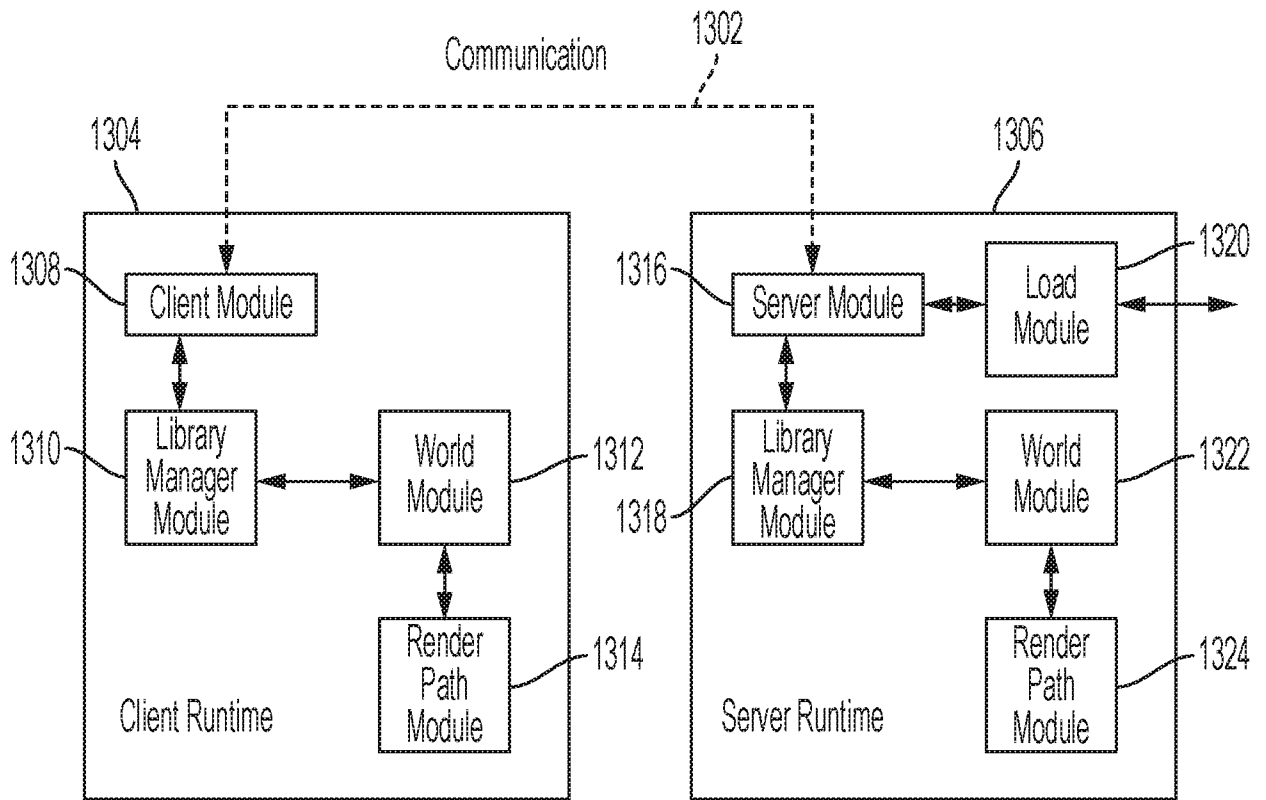 1302
Communication
1304
1306
1308
Client Module
1316
Server Module
Load
Module
1320
1310
Library
Manager
Module
World
Module
1312
1318
Library
Manager
Module
World
Module
1322
Render
Path
Module
1314
Render
Path
Module
1324
Client Runtime
Server Runtime